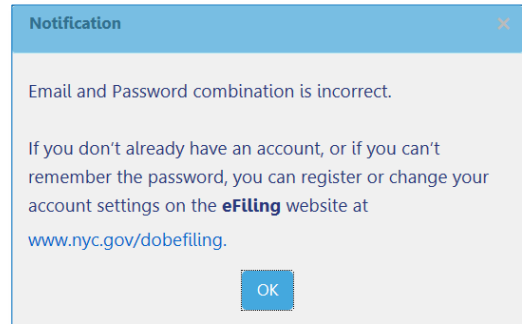 Notification ×
Email and Password combination is incorrect.
If you don't already have an account, or if you can't
remember the password, you can register or change your
account settings on the eFiling website at
www.nyc.gov/dobefiling.
OK